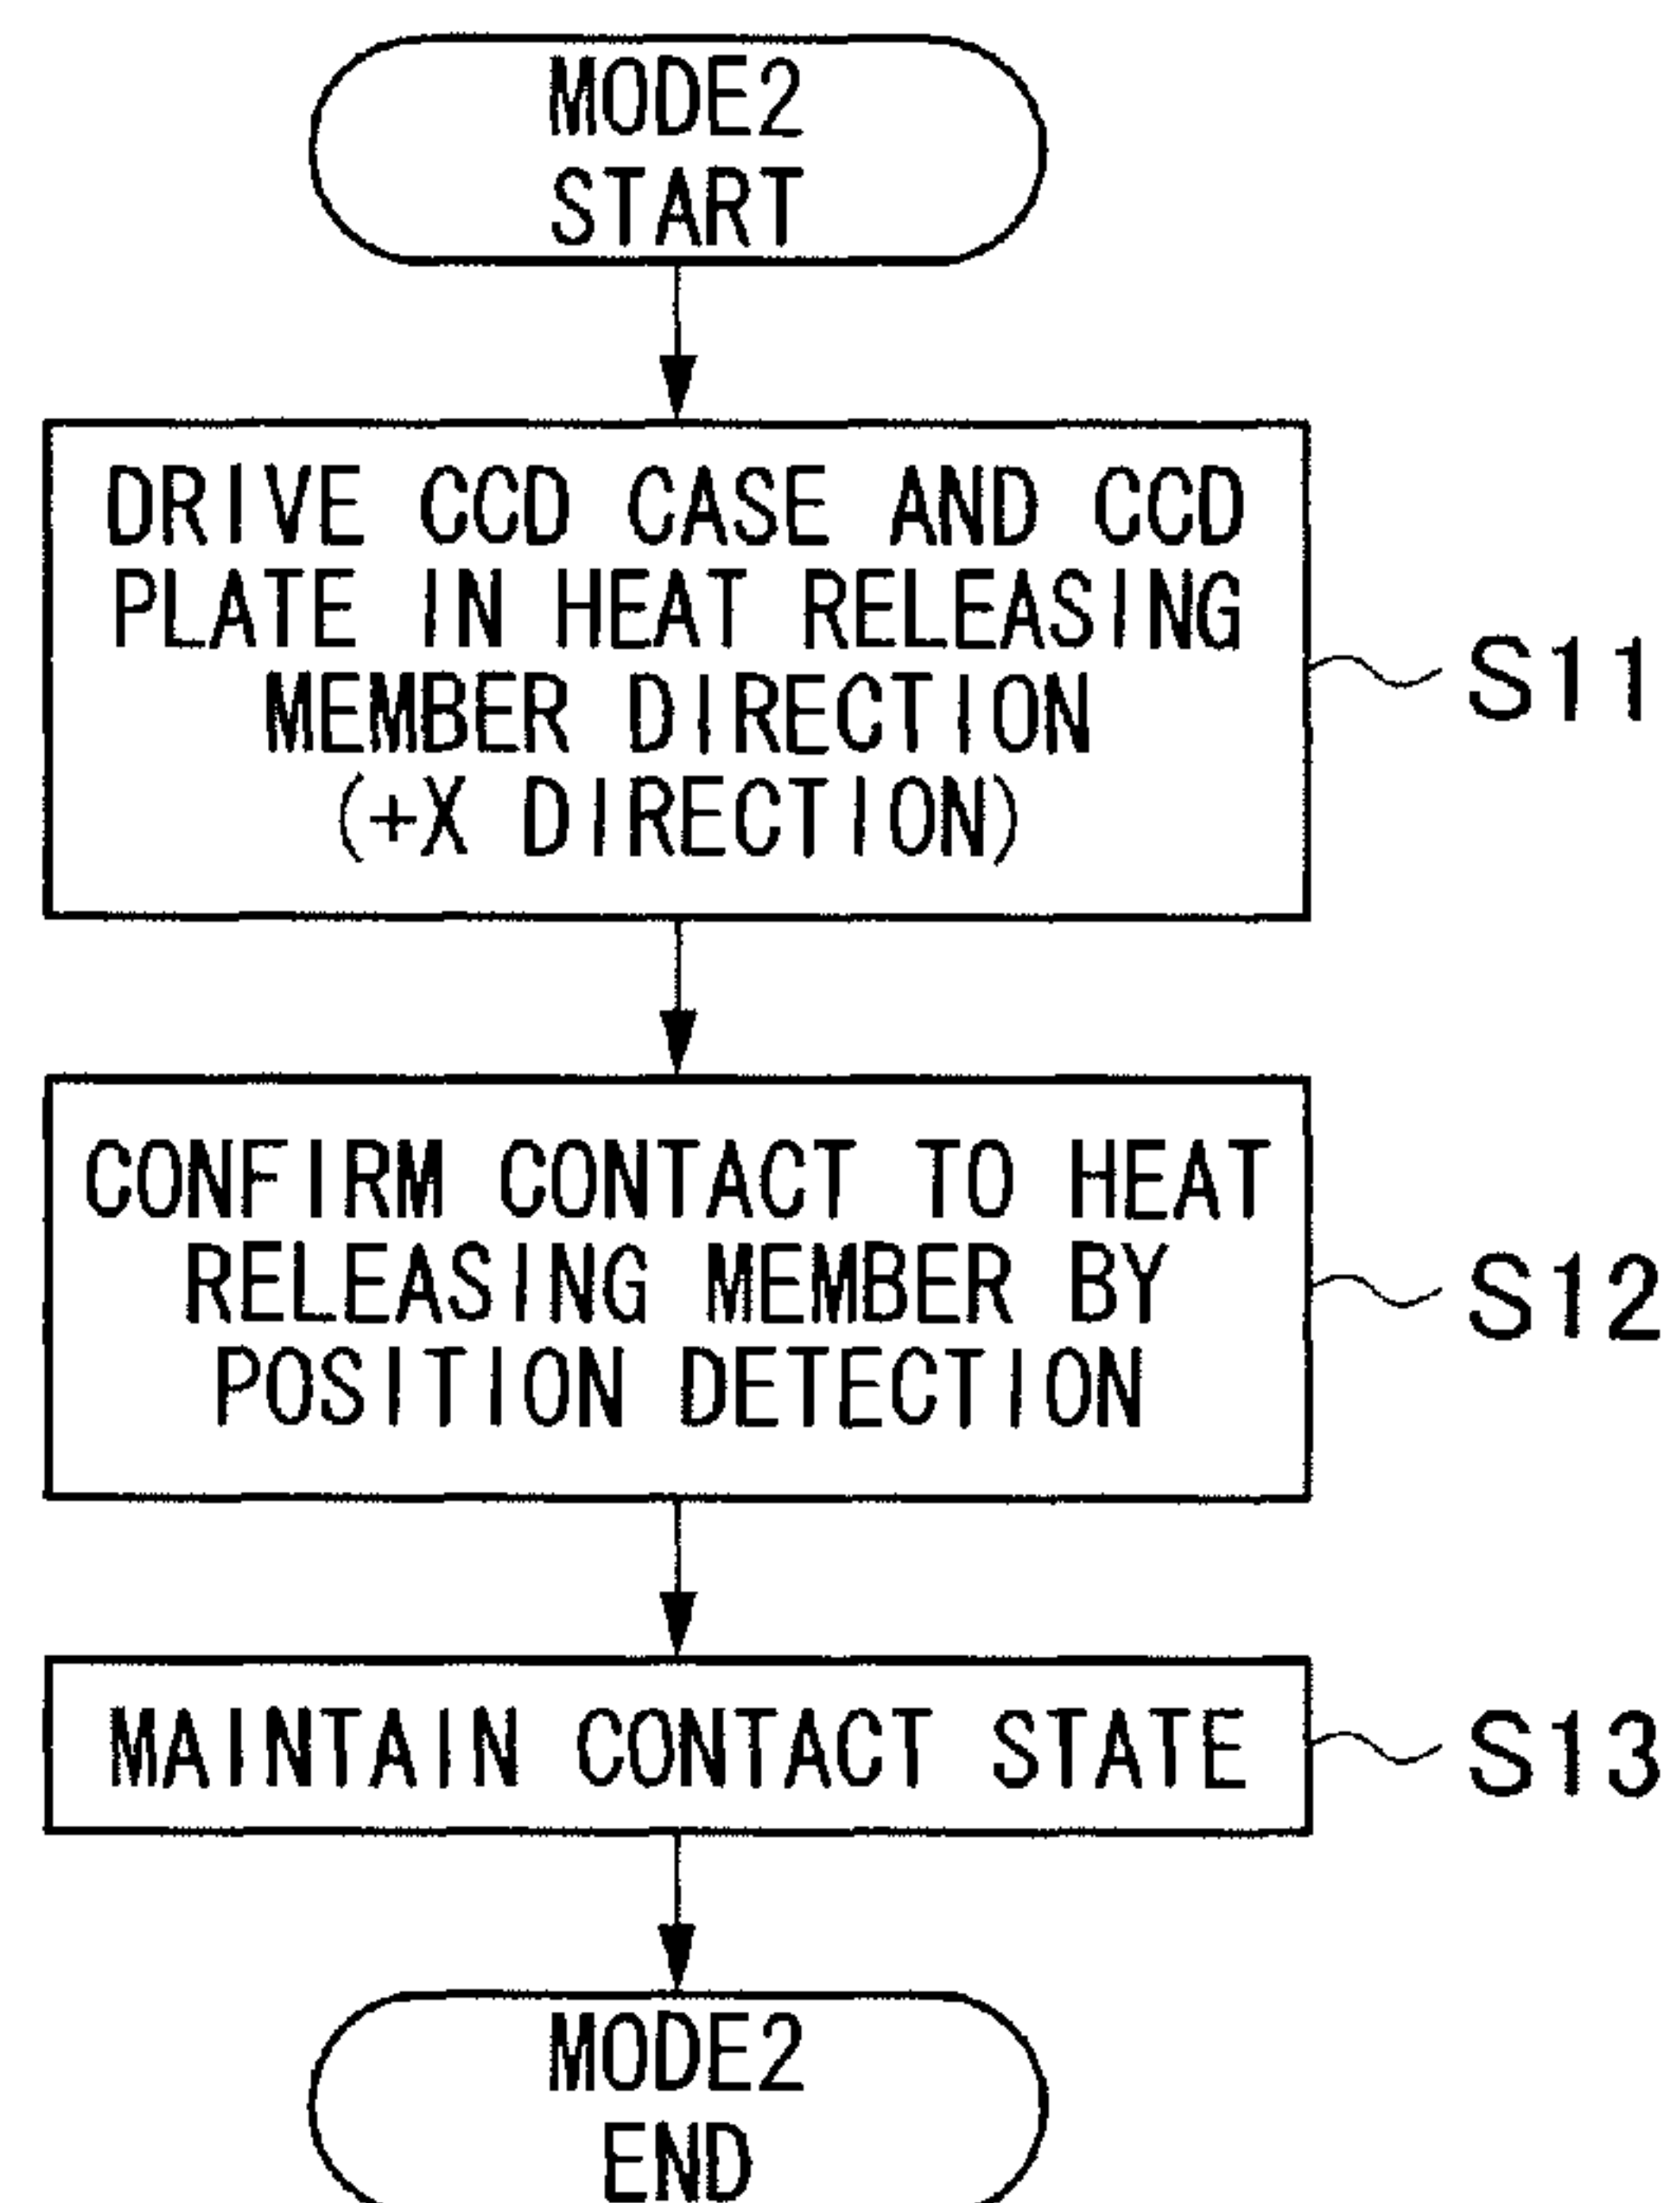 MODE2
START
DRIVE CCD CASE AND CCD
PLATE IN HEAT RELEASING
MEMBER DIRECTION
(+X DIRECTION)
S11
CONFIRM CONTACT TO HEAT
RELEASING MEMBER BY
POSITION DETECTION
S12
MAINTAIN CONTACT STATE
S13
MODE2
END